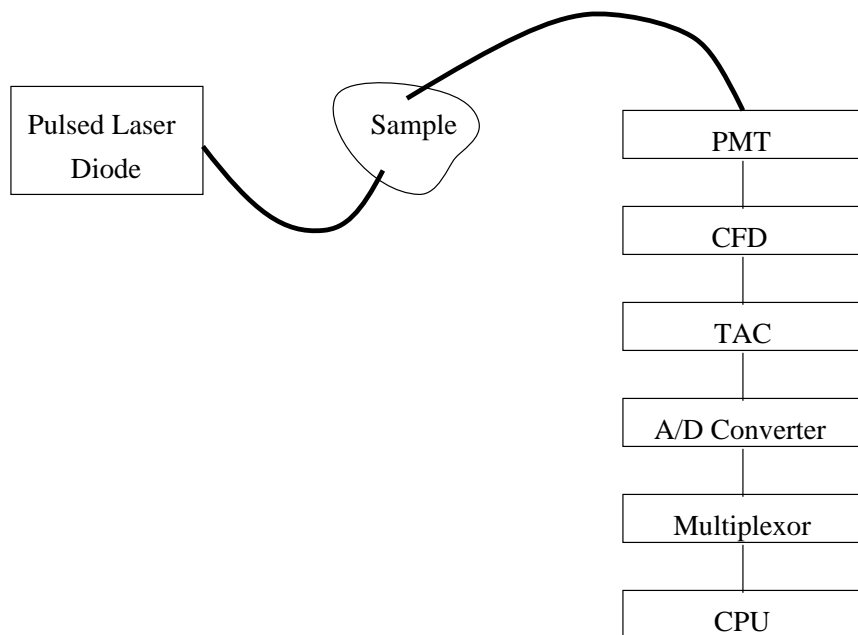 Pulsed Laser
Diode
Sample
PMT
CFD
TAC
A/D Converter
Multiplexor
CPU